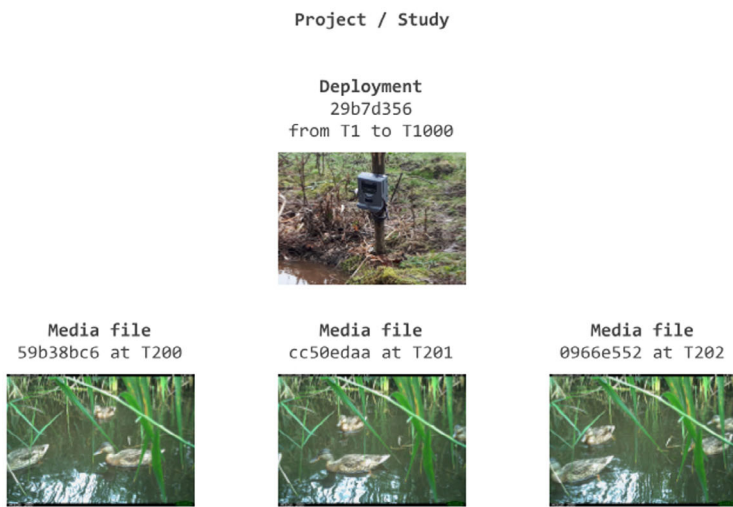 Project / Study
Deployment
29b7d356
from T1 to T1000
Media file
59b38bc6 at T200
Media file
cc50edaa at T201
Media file
0966e552 at T202